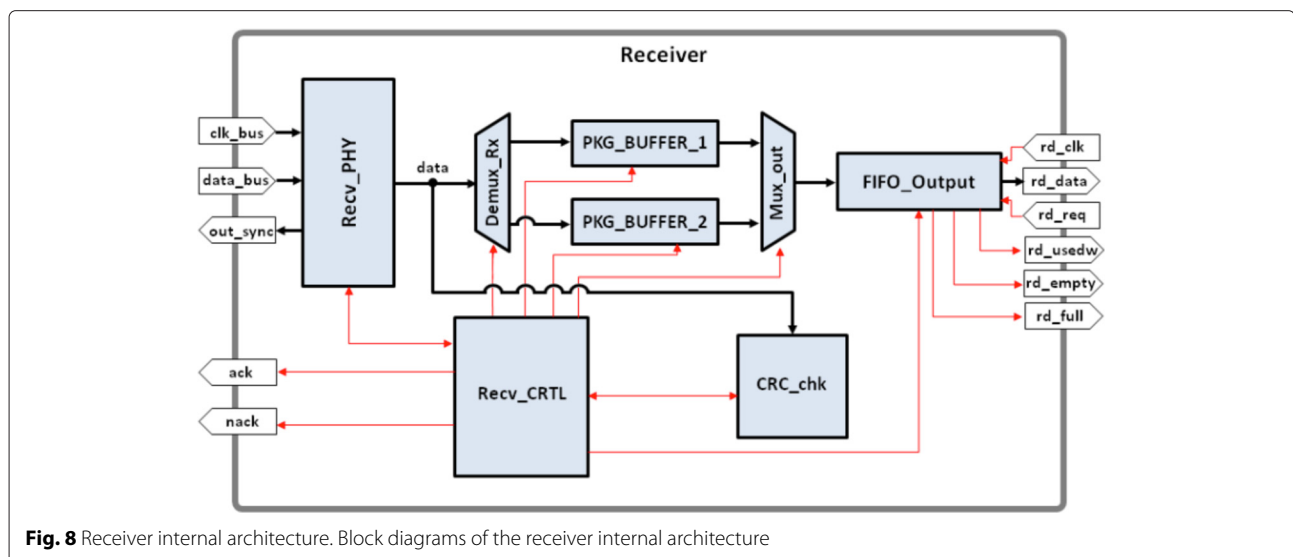 Receiver
clk_bus
data_bus
out_sync
Recv_PHY
data
Demux_Rx
PKG_BUFFER_1
PKG_BUFFER_2
Mux_out
FIFO_Output
rd_clk
rd_data
rd_req
rd_usedw
rd_empty
rd_full
ack
nack
Recv_CRTL
CRC_chk
Fig. 8 Receiver internal architecture. Block diagrams of the receiver internal architecture